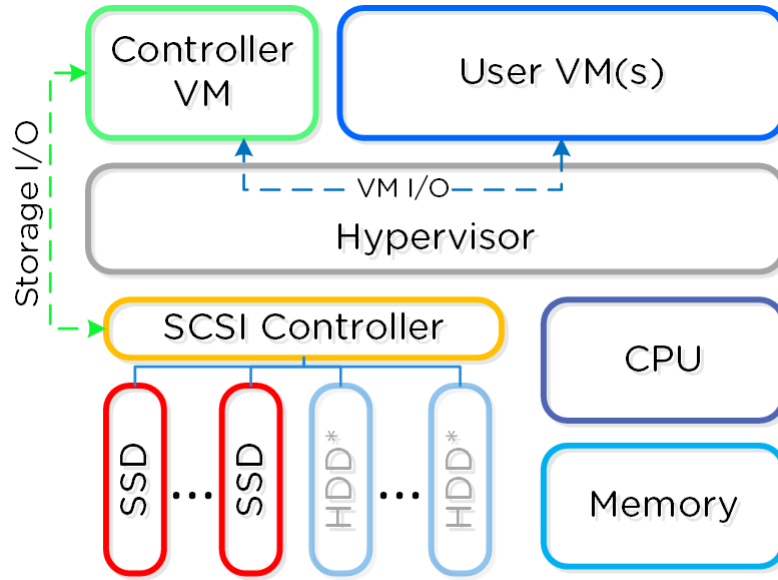 Controller
VM
User VM(s)
Storage I/O
VM I/O
Hypervisor
SCSI Controller
CPU
SSD
...
SSD
HDD*
...
HDD*
Memory